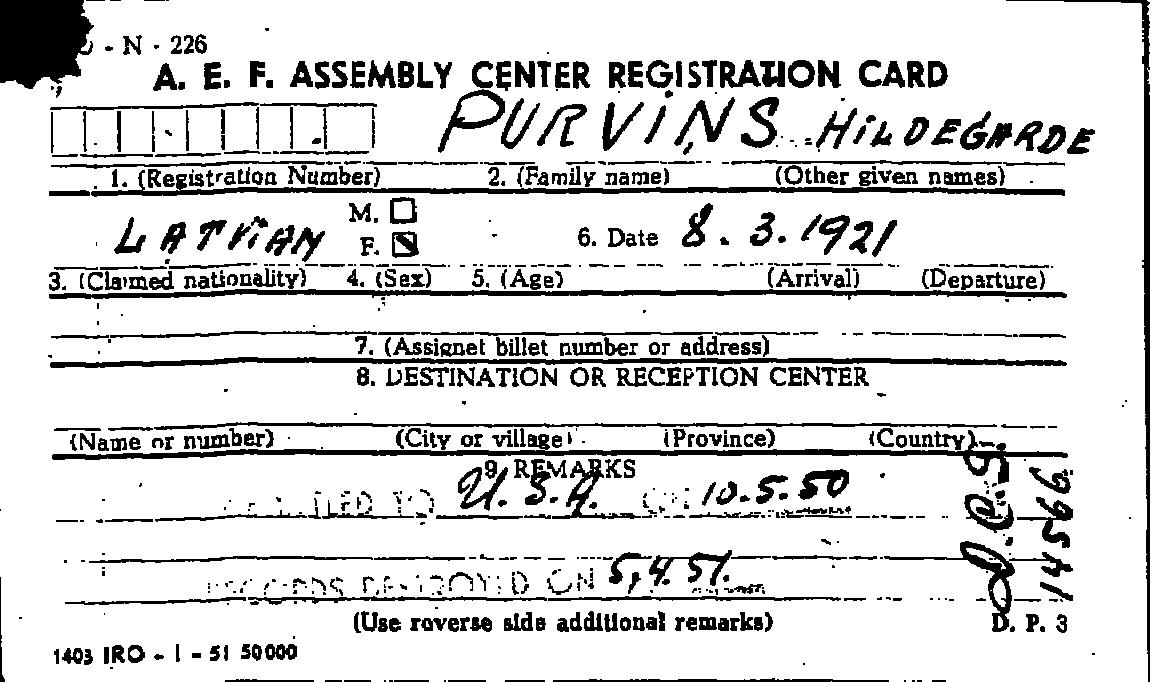 - N - 226
A. E. F. ASSEMBLY CENTER REGISTRATION CARD
PURVINS HILDEGARDE
1. (Registration Number) 2. (Family name) (Other given names)
LATVIAN M. F. 6. Date 8.3.1921
3. (Claimed nationality) 4. (Sex) 5. (Age) (Arrival) (Departure)
7. (Assignet billet number or address)
8. DESTINATION OR RECEPTION CENTER
(Name or number) (City or village) (Province) (Country)
9. REMARKS
TO U.S.A. ON 10.5.50
RECORDS DESTROYED ON 5.4.51.
(Use reverse side additional remarks)
D. P. 3
14566
1403 IRO - I - 51 50000